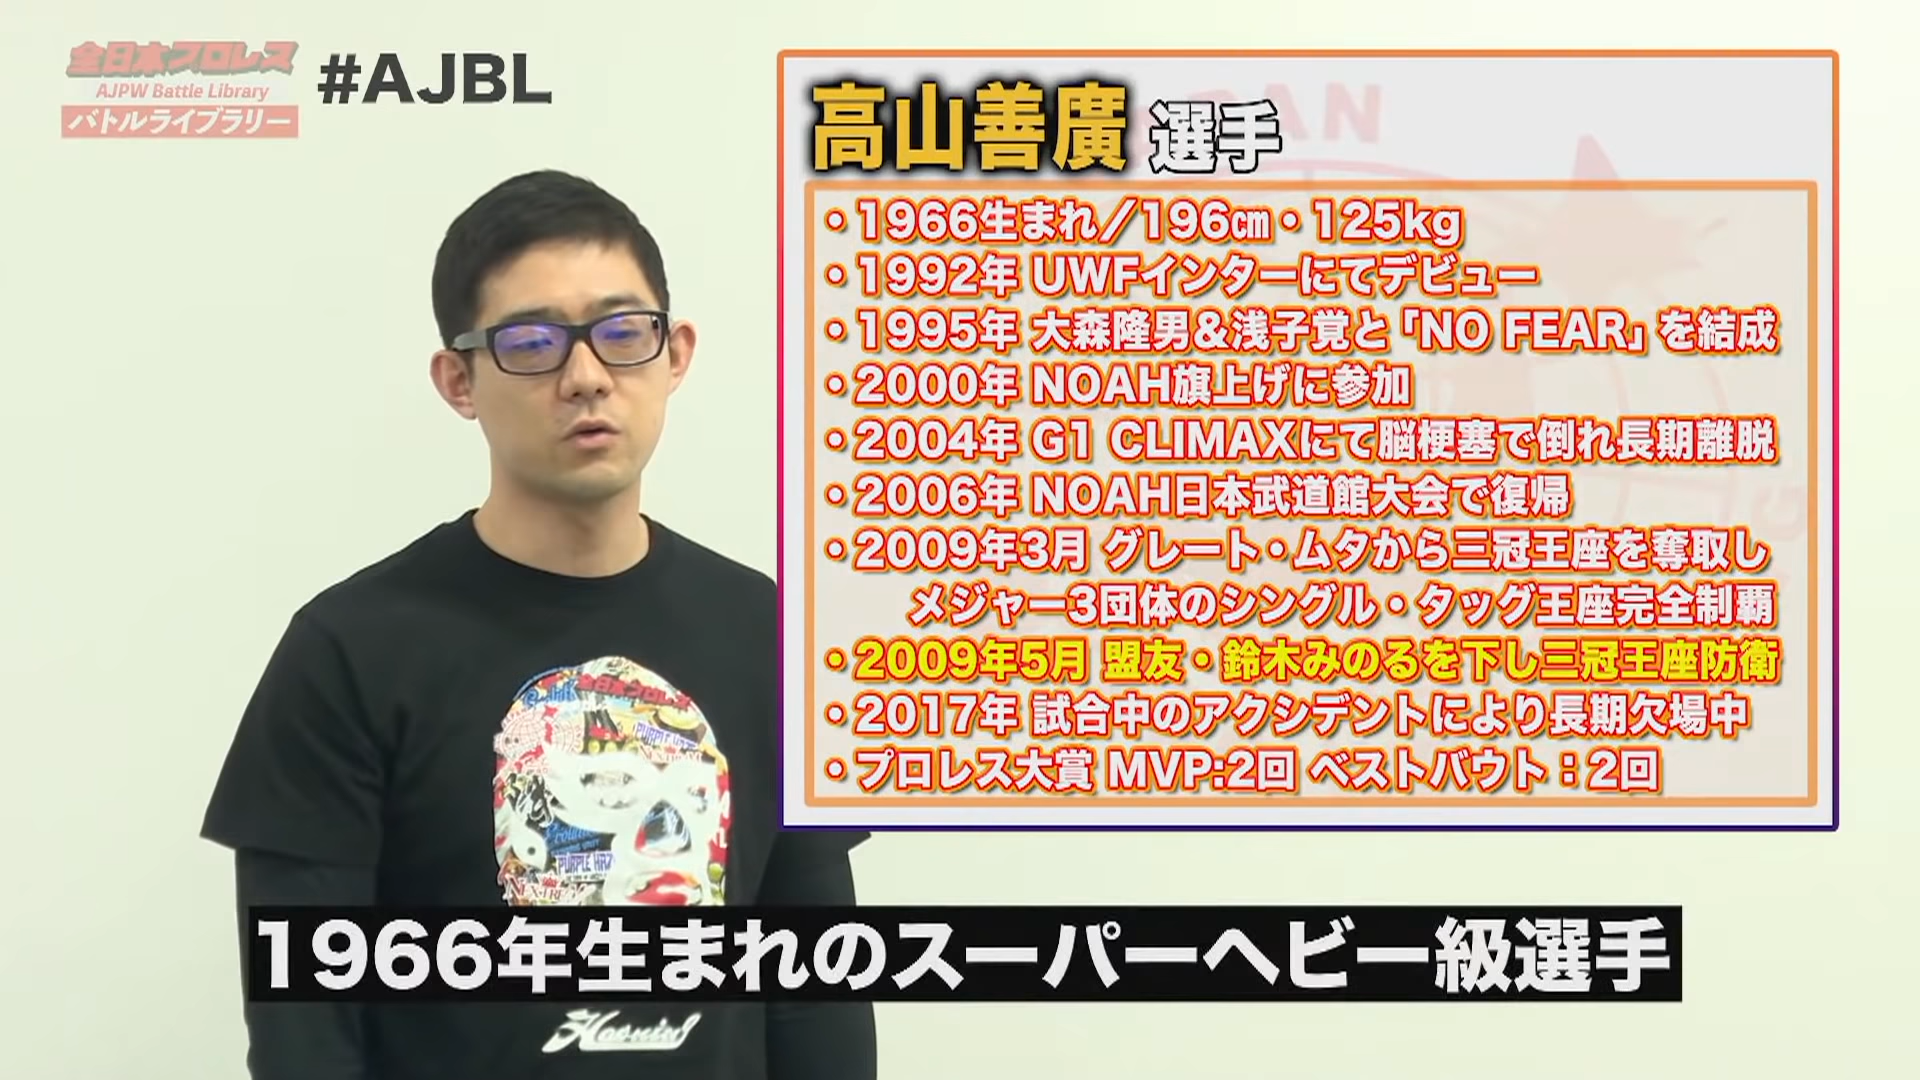 全日本プロレス
AJPW Battle Library
バトルライブラリー
#AJBL
高山善廣 選手
・1966生まれ／196㎝・125kg
・1992年 UWFインターにてデビュー
・1995年 大森隆男&浅子覚と「NO FEAR」を結成
・2000年 NOAH旗上げに参加
・2004年 G1 CLIMAXにて脳梗塞で倒れ長期離脱
・2006年 NOAH日本武道館大会で復帰
・2009年3月 グレート・ムタから三冠王座を奪取し
メジャー3団体のシングル・タッグ王座完全制覇
・2009年5月 盟友・鈴木みのるを下し三冠王座防衛
・2017年 試合中のアクシデントにより長期欠場中
・プロレス大賞 MVP:2回 ベストバウト：2回
全日本プロレス
PURPLE HAZE
1966年生まれのスーパーヘビー級選手